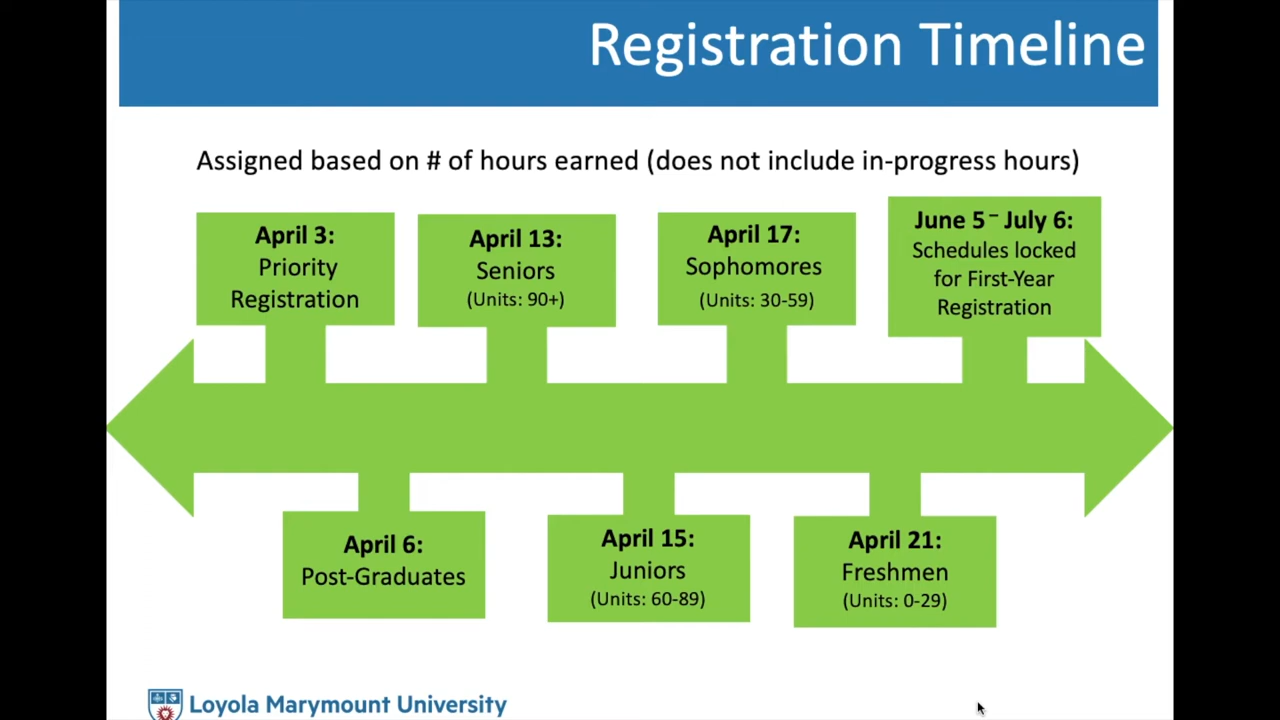 Registration Timeline
Assigned based on # of hours earned (does not include in-progress hours)
April 3:
Priority
Registration
April 13:
Seniors
(Units: 90+)
April 17:
Sophomores
(Units: 30-59)
June 5 – July 6:
Schedules locked
for First-Year
Registration
April 6:
Post-Graduates
April 15:
Juniors
(Units: 60-89)
April 21:
Freshmen
(Units: 0-29)
Loyola Marymount University